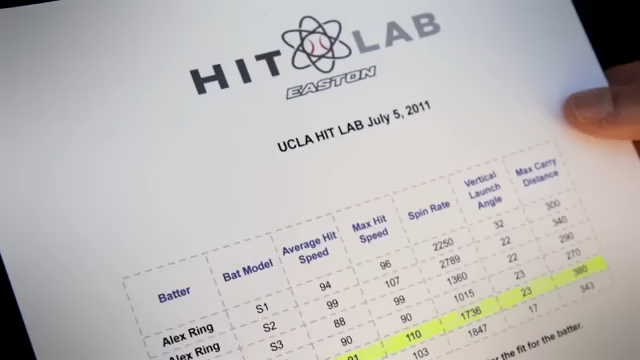 HIT LAB
EASTON
UCLA HIT LAB July 5, 2011
Batter Bat Model Average Hit Speed Max Hit Speed Spin Rate Vertical Launch Angle Max Carry Distance
Alex Ring S1 94 96 2250 32 300
Alex Ring S2 99 107 2789 22 340
S3 88 99 1360 22 290
90 90 1015 23 270
91 110 1736 23 380
103 1847 17 343
the fit for the batter.